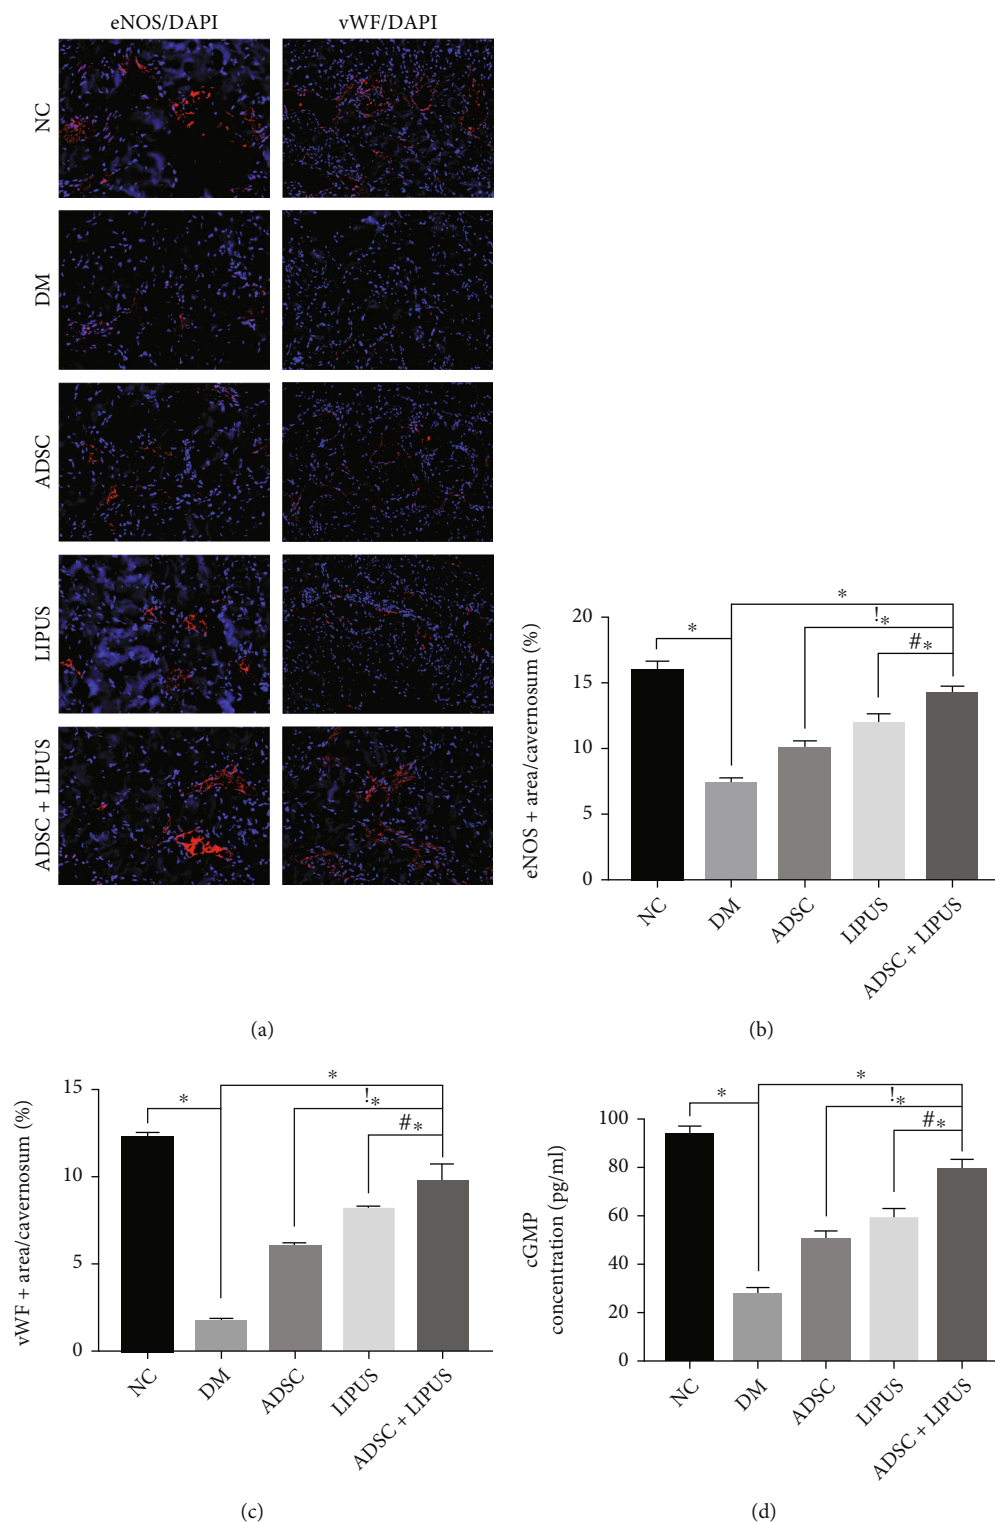 eNOS/DAPI vWF/DAPI
NC
DM
ADSC
LIPUS
ADSC + LIPUS
(a)
eNOS + area/cavernosum (%)
20
15
10
5
0
* * !* #*
NC DM ADSC LIPUS ADSC + LIPUS
(b)
vWF + area/cavernosum (%)
15
10
5
0
* * !* #*
NC DM ADSC LIPUS ADSC + LIPUS
(c)
cGMP
concentration (pg/ml)
100
80
60
40
20
0
* * !* #*
NC DM ADSC LIPUS ADSC + LIPUS
(d)